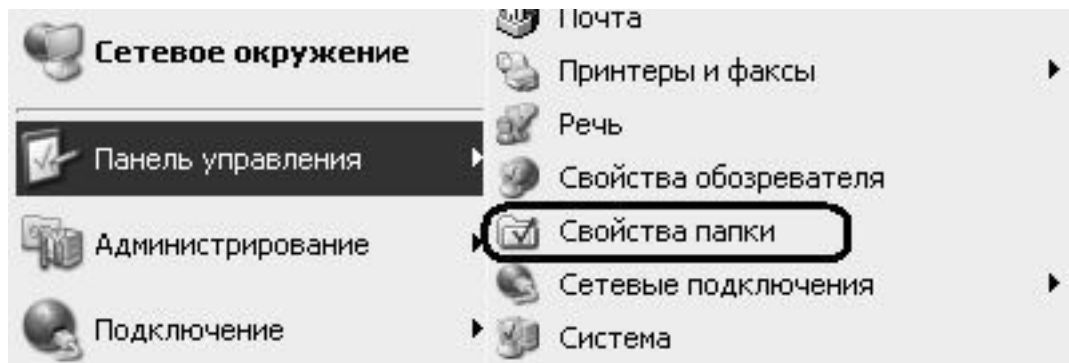 Сетевое окружение
Панель управления
Администрирование
Подключение
Почта
Принтеры и факсы
Речь
Свойства обозревателя
Свойства папки
Сетевые подключения
Система